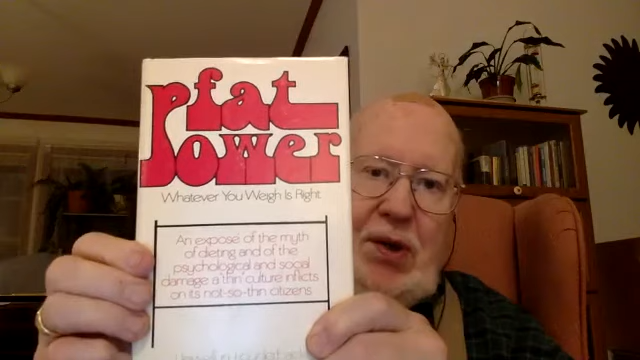 fat
power
Whatever You Weigh Is Right
An exposé of the myth
of dieting and of the
psychological and social
damage a thin culture inflicts
on its not-so-thin citizens